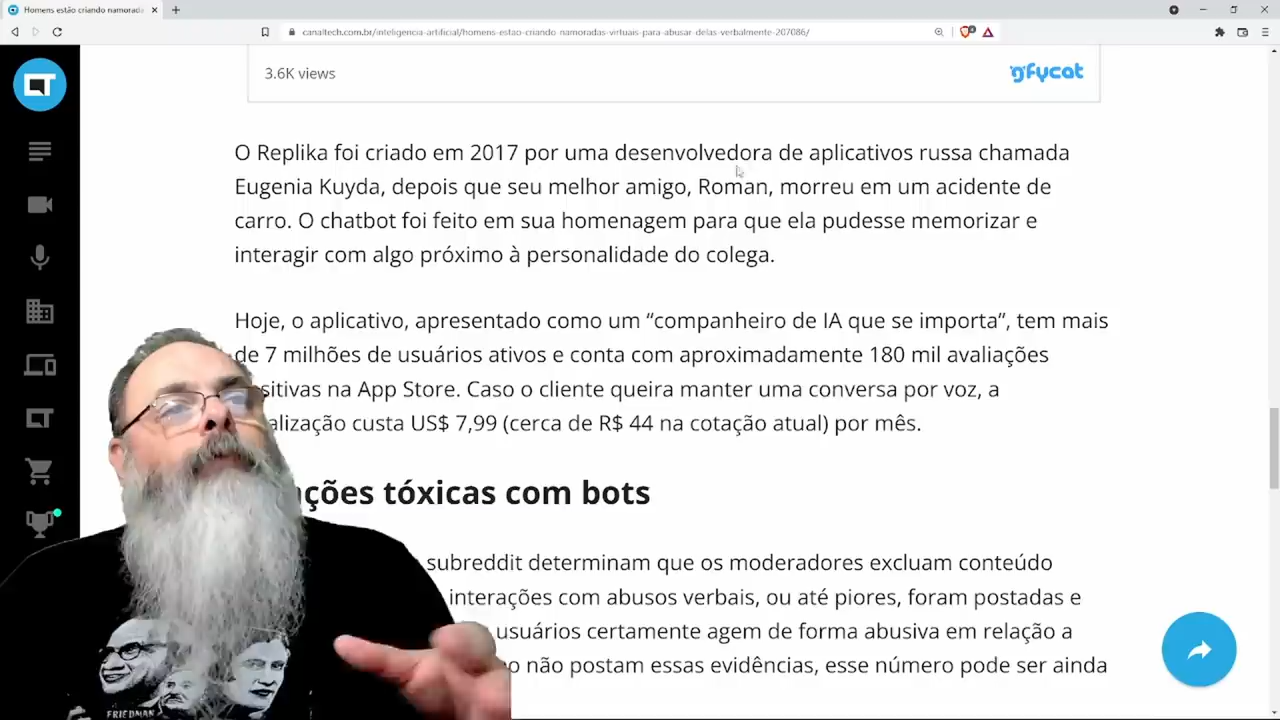 Homens estão criando namorada
canaltech.com.br/inteligencia-artificial/homens-estao-criando-namoradas-virtuais-para-abusar-delas-verbalmente-207086/
3.6K views
gfycat
O Replika foi criado em 2017 por uma desenvolvedora de aplicativos russa chamada
Eugenia Kuyda, depois que seu melhor amigo, Roman, morreu em um acidente de
carro. O chatbot foi feito em sua homenagem para que ela pudesse memorizar e
interagir com algo próximo à personalidade do colega.
Hoje, o aplicativo, apresentado como um “companheiro de IA que se importa”, tem mais
de 7 milhões de usuários ativos e conta com aproximadamente 180 mil avaliações
sitivas na App Store. Caso o cliente queira manter uma conversa por voz, a
alização custa US$ 7,99 (cerca de R$ 44 na cotação atual) por mês.
ações tóxicas com bots
subreddit determinam que os moderadores excluam conteúdo
interações com abusos verbais, ou até piores, foram postadas e
usuários certamente agem de forma abusiva em relação a
não postam essas evidências, esse número pode ser ainda
FRIEDMAN